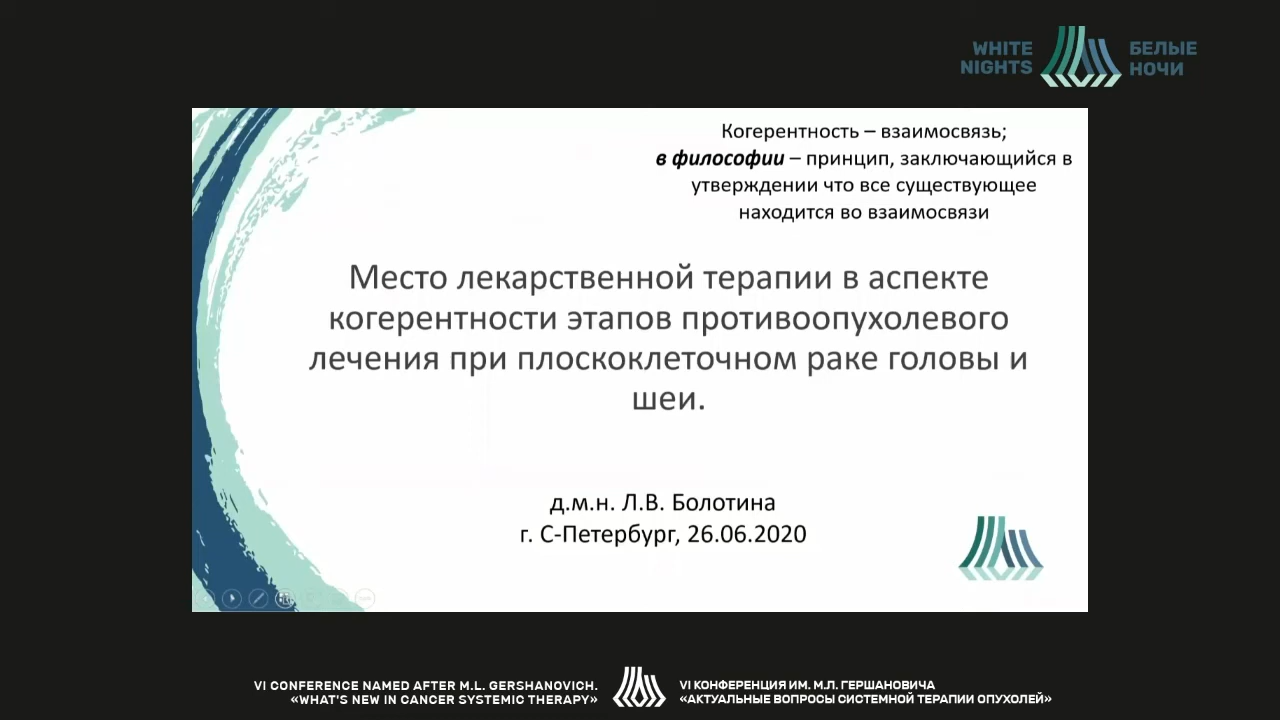 WHITE
NIGHTS
БЕЛЫЕ
НОЧИ
Когерентность – взаимосвязь;
в философии – принцип, заключающийся в
утверждении что все существующее
находится во взаимосвязи
Место лекарственной терапии в аспекте
когерентности этапов противоопухолевого
лечения при плоскоклеточном раке головы и
шеи.
д.м.н. Л.В. Болотина
г. С-Петербург, 26.06.2020
VI CONFERENCE NAMED AFTER M.L. GERSHANOVICH.
«WHAT'S NEW IN CANCER SYSTEMIC THERAPY»
VI КОНФЕРЕНЦИЯ ИМ. М.Л. ГЕРШАНОВИЧА
«АКТУАЛЬНЫЕ ВОПРОСЫ СИСТЕМНОЙ ТЕРАПИИ ОПУХОЛЕЙ»